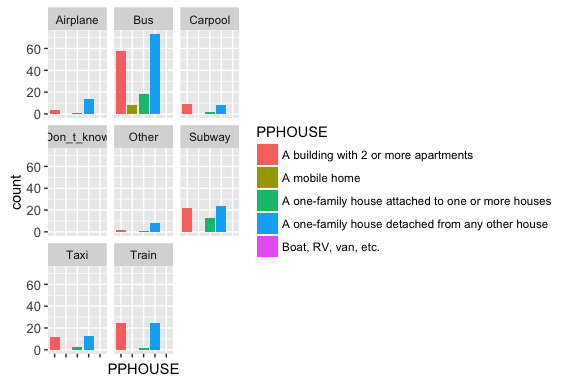 Airplane Bus Carpool
60
40
20
0
Don_t_know Other Subway
60
40
20
0
Taxi Train
60
40
20
0
count
PPHOUSE
PPHOUSE
A building with 2 or more apartments
A mobile home
A one-family house attached to one or more houses
A one-family house detached from any other house
Boat, RV, van, etc.